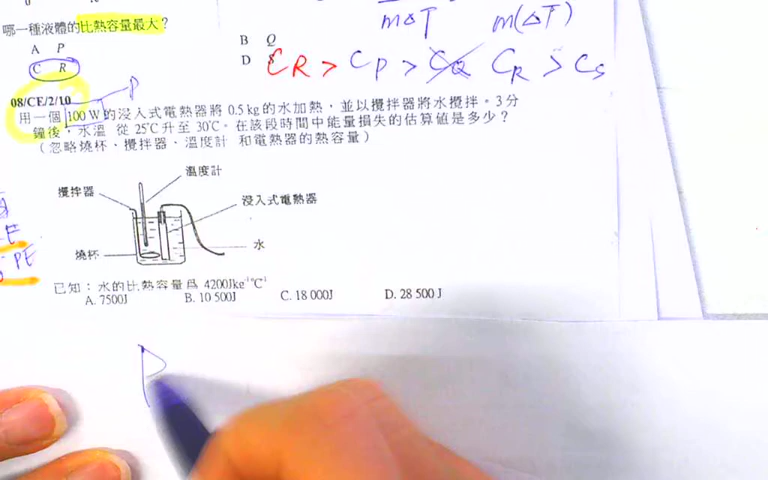 mΔT m(ΔT)
哪一種液體的比熱容量最大？
A P B Q
C R D
CR > CP > CQ CR > CS
08/CE/2/10 P
用一個 100 W 的浸入式電熱器將 0.5 kg 的水加熱，並以攪拌器將水攪拌。3 分
鐘後，水溫 從 25°C 升至 30°C。在該段時間中能量損失的估算值是多少？
（忽略燒杯、攪拌器、溫度計 和電熱器的熱容量）
溫度計
攪拌器
浸入式電熱器
E
PE
水
燒杯
已知：水的比熱容量為 4200Jkg⁻¹°C⁻¹
A. 7500J B. 10 500J C. 18 000J D. 28 500 J
P